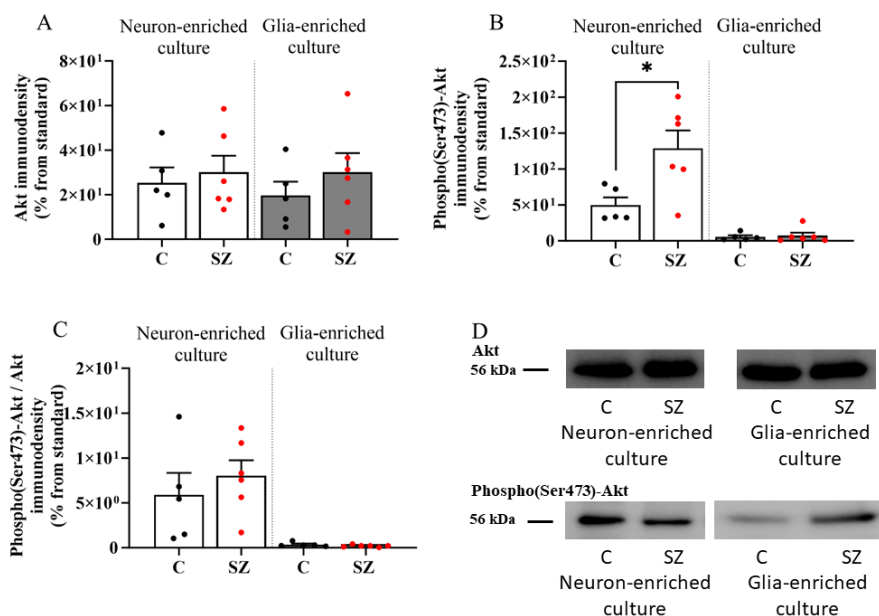 A
Neuron-enriched culture
Glia-enriched culture
Akt immunodensity
(% from standard)
8×10¹
6×10¹
4×10¹
2×10¹
0
C
SZ
C
SZ
B
Neuron-enriched culture
Glia-enriched culture
Phospho(Ser473)-Akt
immunodensity
(% from standard)
2.5×10²
2×10²
1.5×10²
1×10²
5×10¹
0
*
C
SZ
C
SZ
C
Neuron-enriched culture
Glia-enriched culture
Phospho(Ser473)-Akt / Akt
immunodensity
(% from standard)
2×10¹
1.5×10¹
1×10¹
5×10⁰
0
C
SZ
C
SZ
D
Akt
56 kDa
C
SZ
C
SZ
Neuron-enriched culture
Glia-enriched culture
Phospho(Ser473)-Akt
56 kDa
C
SZ
C
SZ
Neuron-enriched culture
Glia-enriched culture